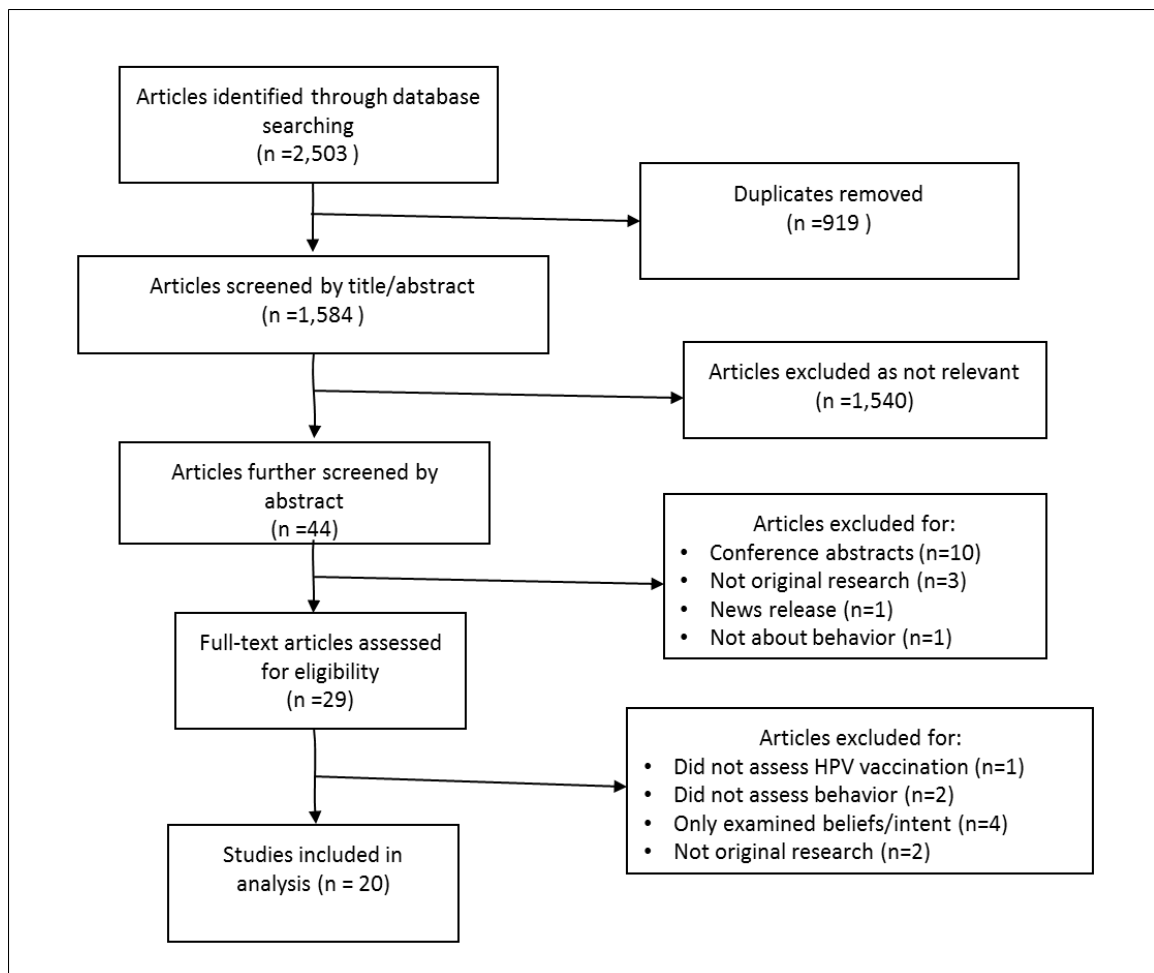 Articles identified through database
searching
(n =2,503 )
Duplicates removed
(n =919 )
Articles screened by title/abstract
(n =1,584 )
Articles excluded as not relevant
(n =1,540)
Articles further screened by
abstract
(n =44)
Articles excluded for:
• Conference abstracts (n=10)
• Not original research (n=3)
• News release (n=1)
• Not about behavior (n=1)
Full-text articles assessed
for eligibility
(n =29)
Articles excluded for:
• Did not assess HPV vaccination (n=1)
• Did not assess behavior (n=2)
• Only examined beliefs/intent (n=4)
• Not original research (n=2)
Studies included in
analysis (n = 20)